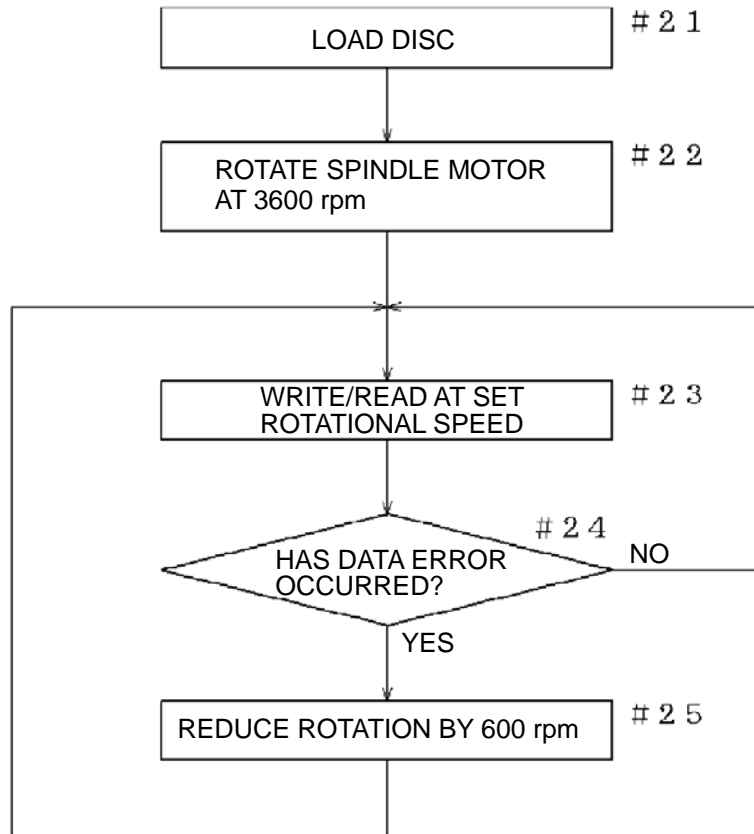 LOAD DISC
#21
ROTATE SPINDLE MOTOR
AT 3600 rpm
#22
WRITE/READ AT SET
ROTATIONAL SPEED
#23
#24
HAS DATA ERROR
OCCURRED?
NO
YES
REDUCE ROTATION BY 600 rpm
#25